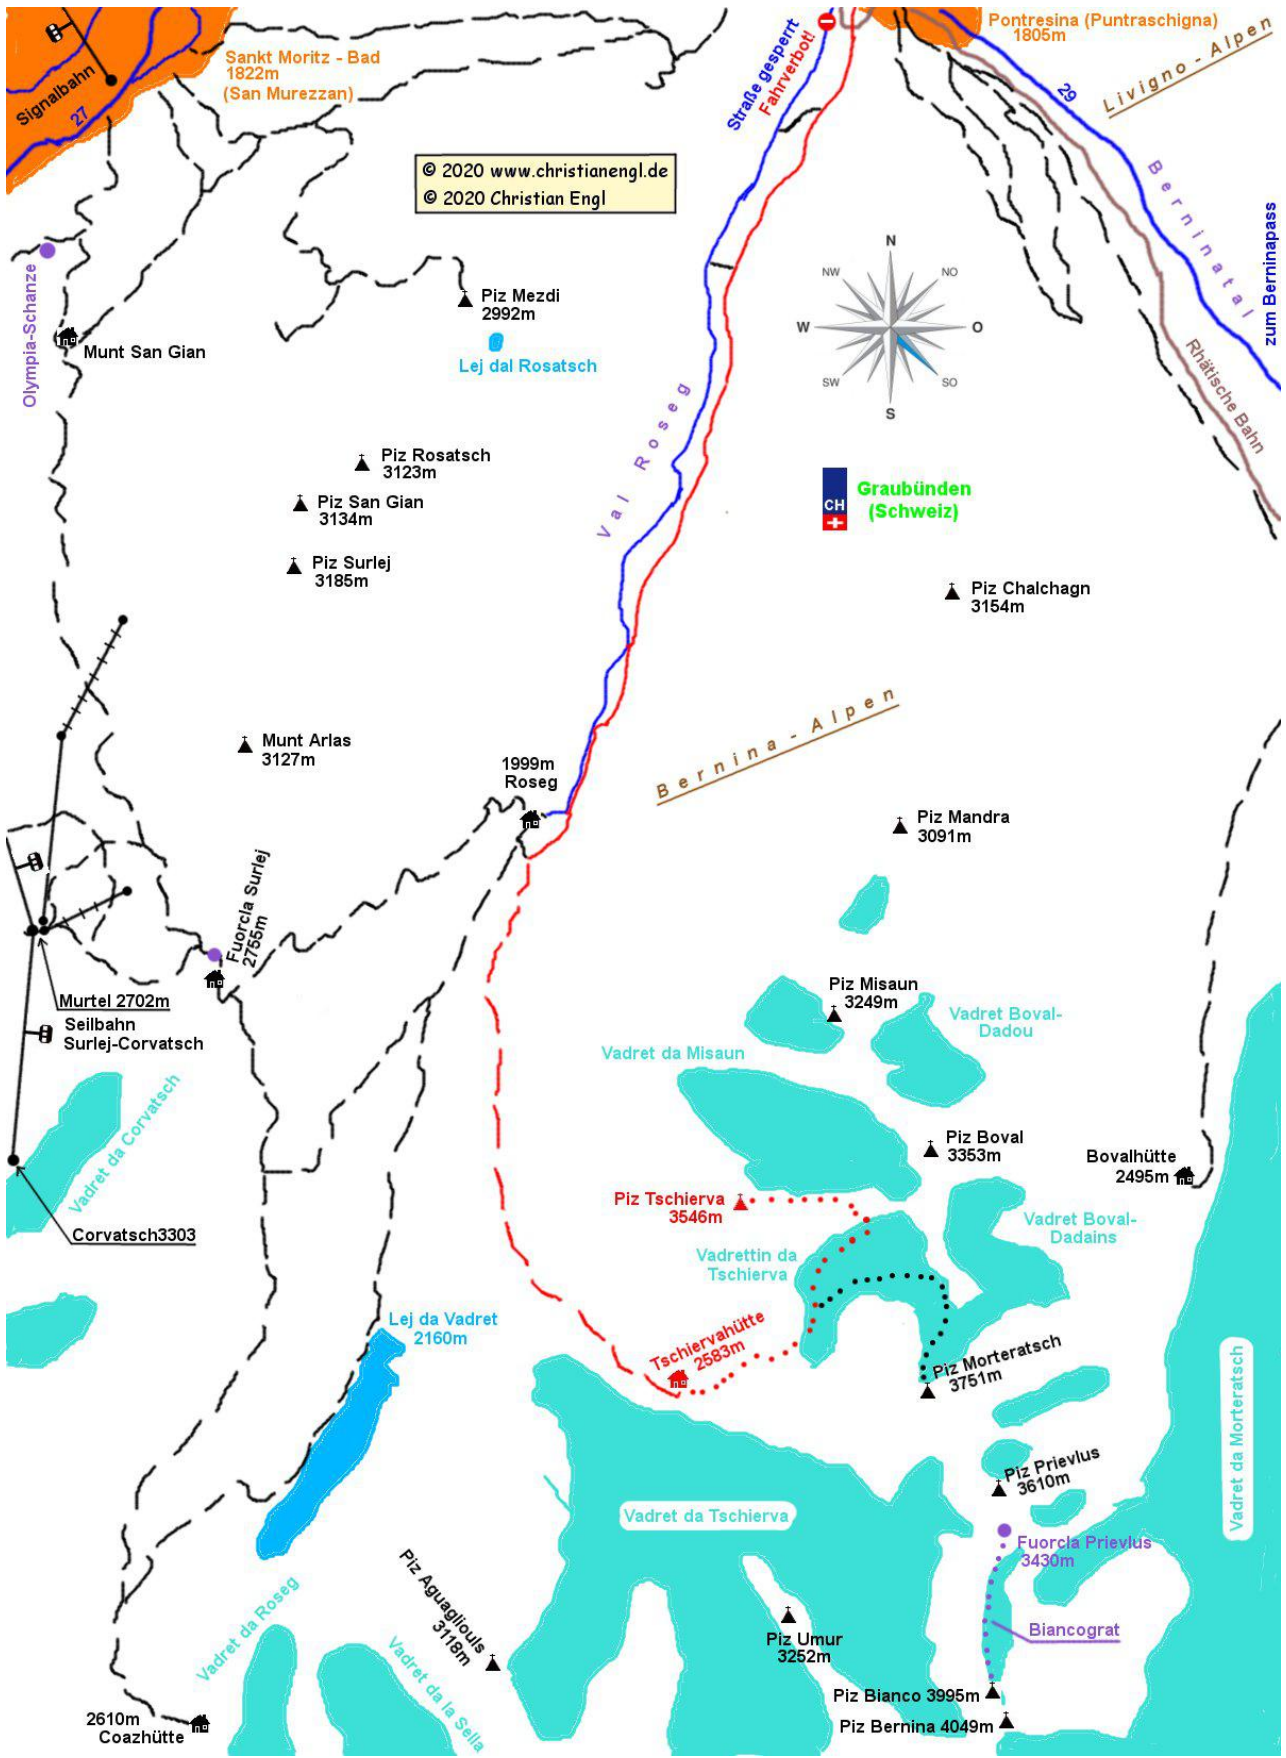 Pontresina (Puntraschigna)
1805m
Sankt Moritz - Bad
1822m
(San Murezzan)
Signalbahn
27
Straße gesperrt
Fahrverbot!
29
Livigno - Alpen
Berninatal
zum Berninapass
© 2020 www.christianengl.de
© 2020 Christian Engl
Olympia-Schanze
Munt San Gian
Piz Mezdi
2992m
Lej dal Rosatsch
N
NW
NO
W
O
SW
SO
S
Rhätische Bahn
Val Roseg
Piz Rosatsch
3123m
Piz San Gian
3134m
Piz Surlej
3185m
CH
Graubünden
(Schweiz)
Piz Chalchagn
3154m
Munt Arlas
3127m
1999m
Roseg
Bernina - Alpen
Piz Mandra
3091m
Fuorcla Surlej
2755m
Murtel 2702m
Seilbahn
Surlej-Corvatsch
Piz Misaun
3249m
Vadret Boval-
Dadou
Vadret da Misaun
Vadret da Corvatsch
Piz Boval
3353m
Bovalhütte
2495m
Corvatsch3303
Piz Tschierva
3546m
Vadret Boval-
Dadains
Vadrettin da
Tschierva
Lej da Vadret
2160m
Tschiervahütte
2583m
Piz Morteratsch
3751m
Vadret da Morteratsch
Piz Prievlus
3610m
Vadret da Tschierva
Fuorcla Prievlus
3430m
Piz Aguagliouls
3118m
Vadret da Roseg
Vadret da la Sella
Piz Umur
3252m
Biancograt
Piz Bianco 3995m
Piz Bernina 4049m
2610m
Coazhütte